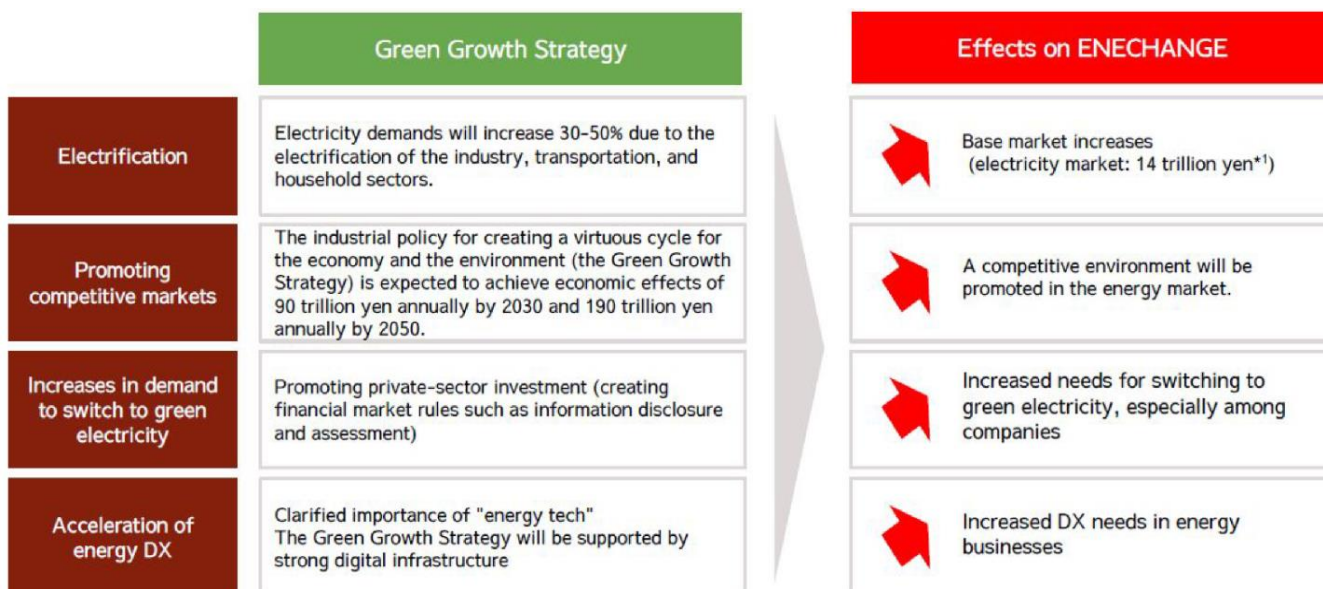 Green Growth Strategy
Effects on ENECHANGE
Electrification
Electricity demands will increase 30-50% due to the
electrification of the industry, transportation, and
household sectors.
Base market increases
(electricity market: 14 trillion yen*1)
Promoting
competitive markets
The industrial policy for creating a virtuous cycle for
the economy and the environment (the Green Growth
Strategy) is expected to achieve economic effects of
90 trillion yen annually by 2030 and 190 trillion yen
annually by 2050.
A competitive environment will be
promoted in the energy market.
Increases in demand
to switch to green
electricity
Promoting private-sector investment (creating
financial market rules such as information disclosure
and assessment)
Increased needs for switching to
green electricity, especially among
companies
Acceleration of
energy DX
Clarified importance of "energy tech"
The Green Growth Strategy will be supported by
strong digital infrastructure
Increased DX needs in energy
businesses